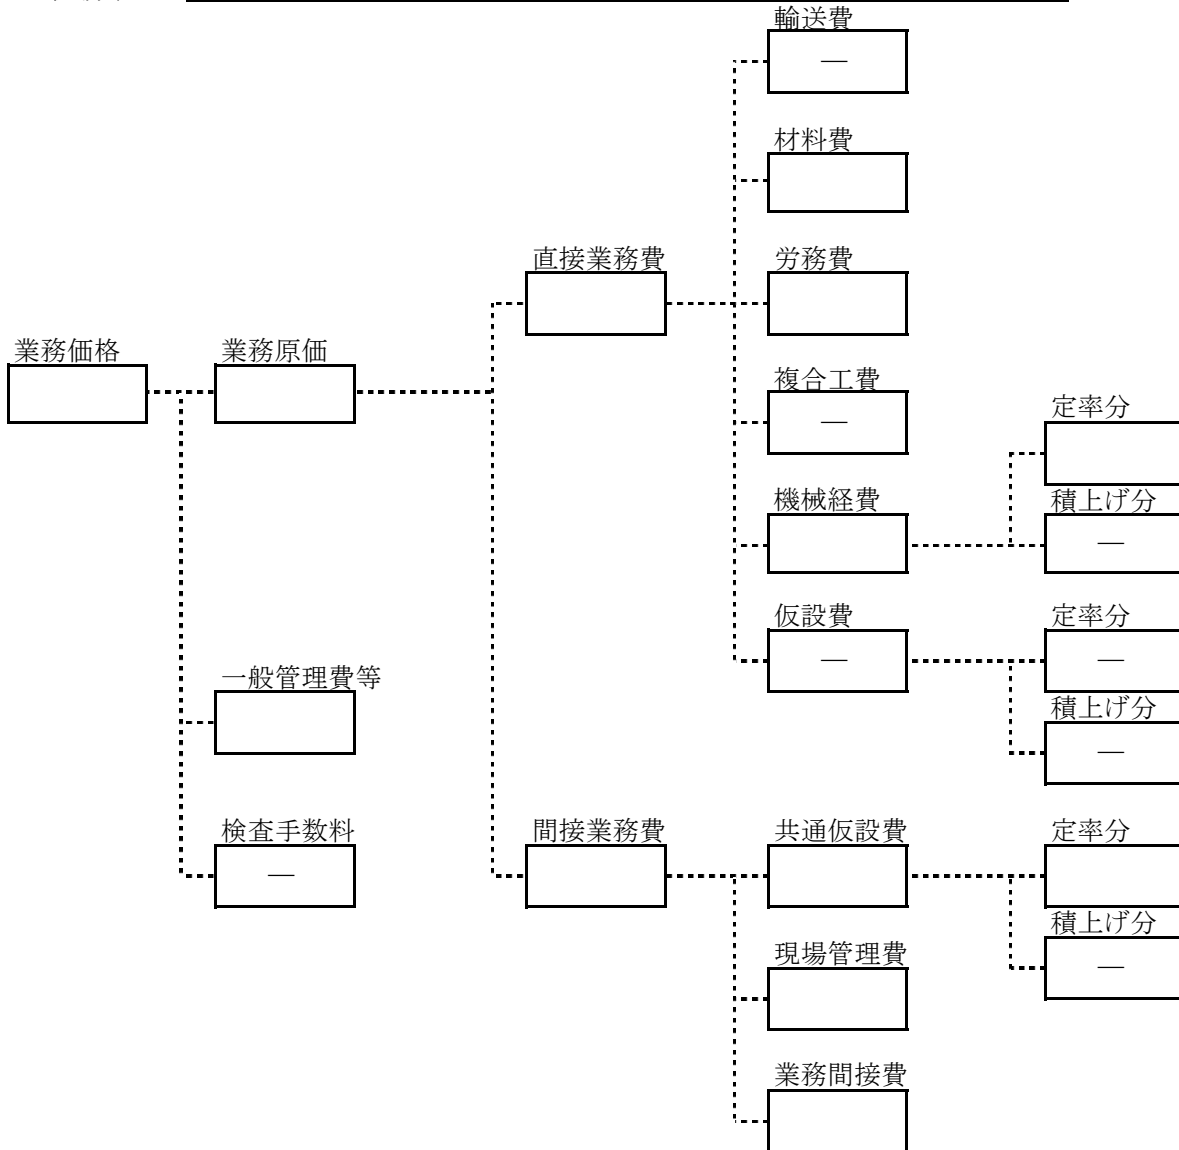 輸送費
―
材料費
直接業務費
労務費
業務価格
業務原価
複合工費
―
定率分
機械経費
積上げ分
―
仮設費
―
定率分
―
一般管理費等
積上げ分
―
検査手数料
―
間接業務費
共通仮設費
定率分
積上げ分
―
現場管理費
業務間接費